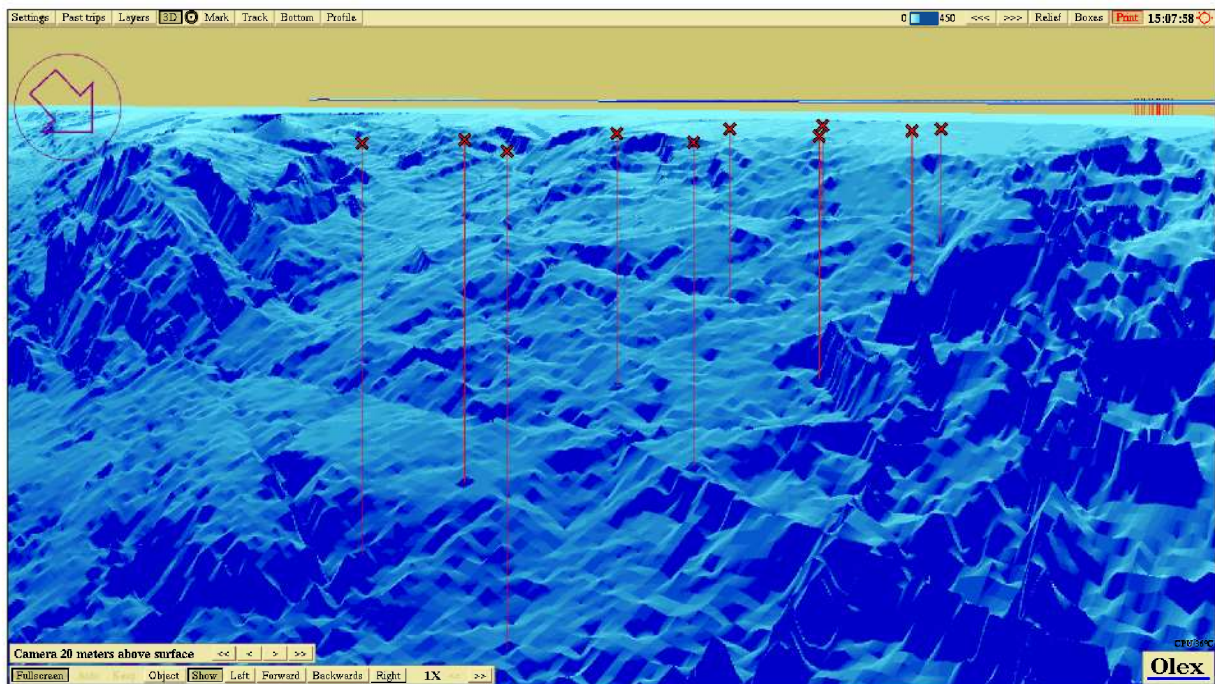 Settings Past trips Layers 3D Mark Track Bottom Profile 0 450 <<< >>> Relief Boxes Print 15:07:58
Camera 20 meters above surface << < > >>
Fullscreen Object Show Left Forward Backwards Right 1X << >>
Olex